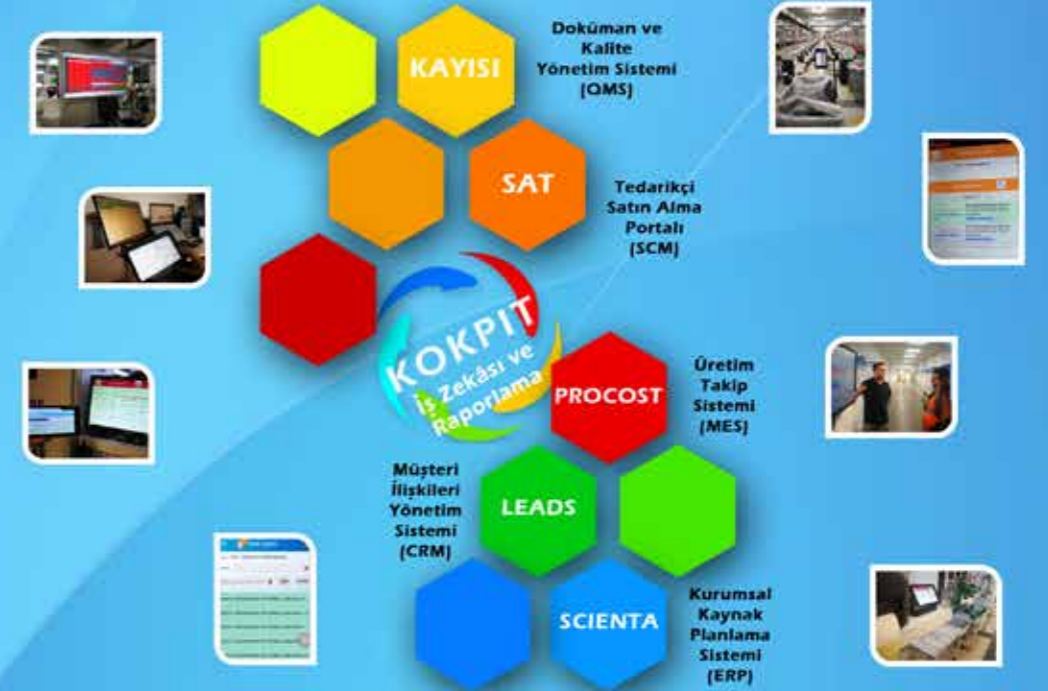 KAYISI
Doküman ve
Kalite
Yönetim Sistemi
(QMS)
SAT
Tedarikçi
Satın Alma
Portalı
(SCM)
KOKPIT
İş Zekâsı ve
Raporlama
PROCOST
Üretim
Takip
Sistemi
(MES)
Müşteri
İlişkileri
Yönetim
Sistemi
(CRM)
LEADS
SCIENTA
Kurumsal
Kaynak
Planlama
Sistemi
(ERP)